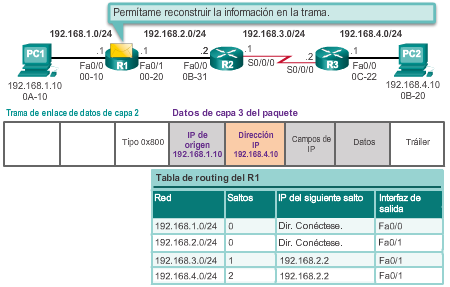 Permítame reconstruir la información en la trama.
192.168.1.0/24 192.168.2.0/24 192.168.3.0/24 192.168.4.0/24
PC1 .1 R1 .1 .2 R2 .1 .2 R3 .1 PC2
Fa0/0 Fa0/1 Fa0/0 S0/0/0 S0/0/0 Fa0/0
00-10 00-20 0B-31 0C-22
192.168.1.10 192.168.4.10
0A-10 0B-20
Trama de enlace de datos de capa 2 Datos de capa 3 del paquete
Tipo 0x800
IP de origen 192.168.1.10
Dirección IP 192.168.4.10
Campos de IP
Datos
Tráiler
Tabla de routing del R1
Red Saltos IP del siguiente salto Interfaz de salida
192.168.1.0/24 0 Dir. Conéctese. Fa0/0
192.168.2.0/24 0 Dir. Conéctese. Fa0/1
192.168.3.0/24 1 192.168.2.2 Fa0/1
192.168.4.0/24 2 192.168.2.2 Fa0/1